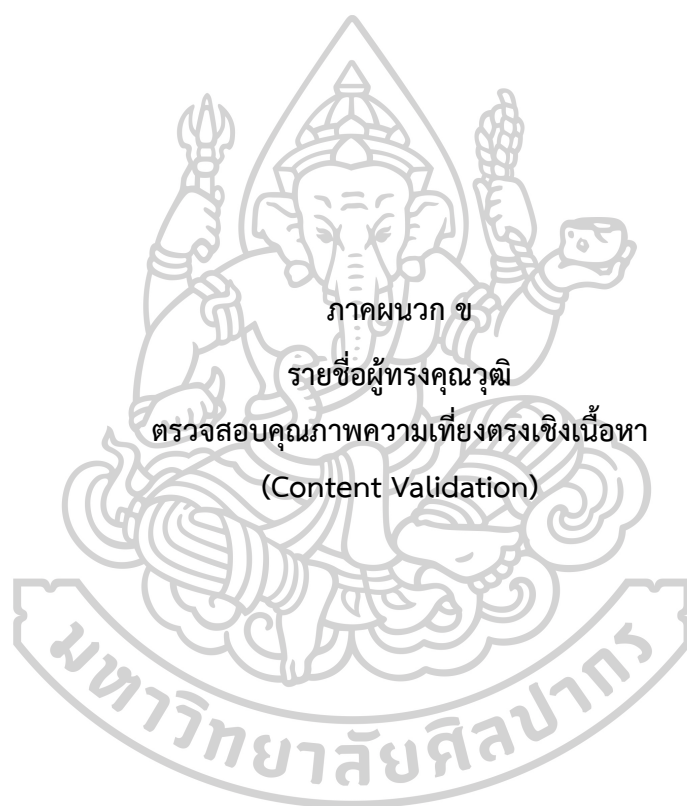 ภาคผนวก ข
รายชื่อผู้ทรงคุณวุฒิ
ตรวจสอบคุณภาพความเที่ยงตรงเชิงเนื้อหา
(Content Validation)
มหาวิทยาลัยศิลปากร